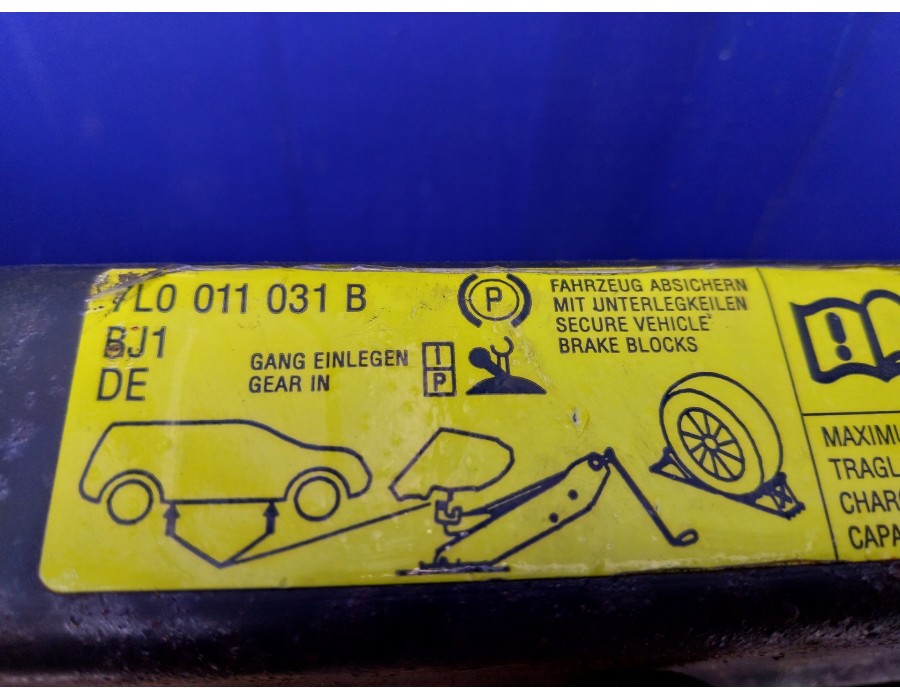 7L0 011 031 B
BJ1
DE
GANG EINLEGEN
GEAR IN
I
P
P
FAHRZEUG ABSICHERN
MIT UNTERLEGKEILEN
SECURE VEHICLE
BRAKE BLOCKS
!
MAXIMU
TRAGL
CHAR
CAPA